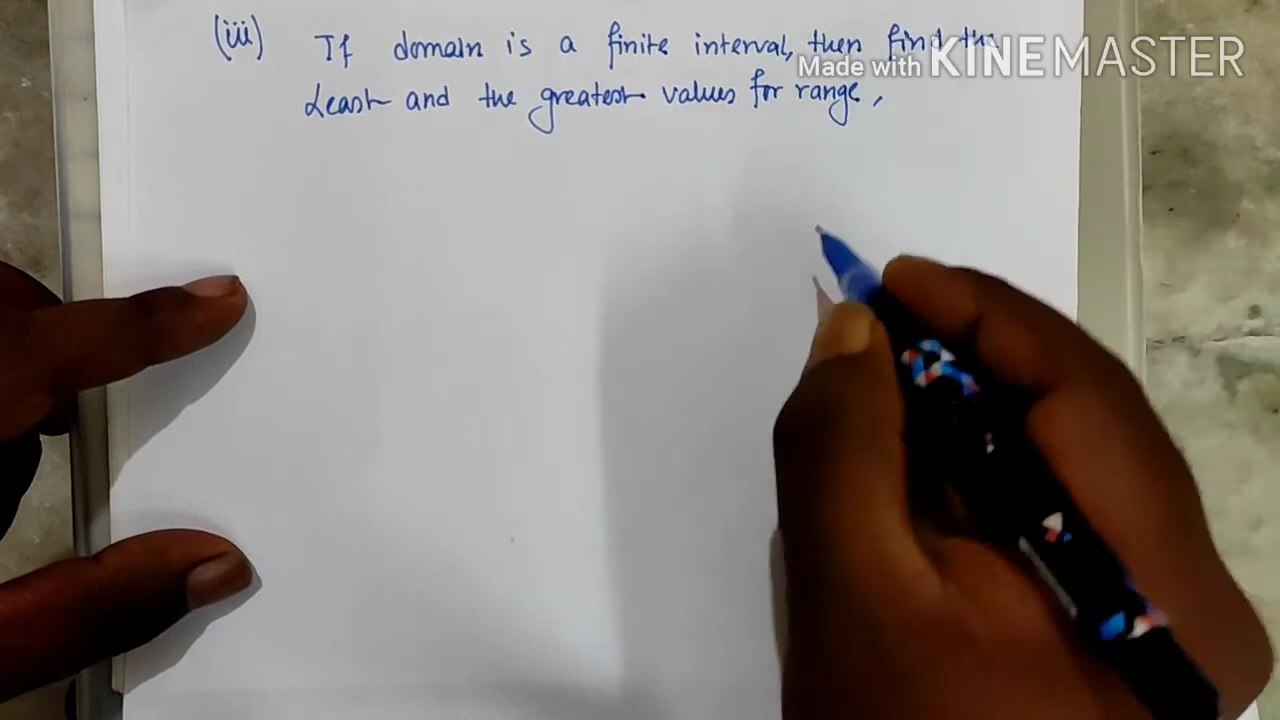 (iii) If domain is a finite interval, then find the
Least and the greatest values for range,
Made with KINEMASTER